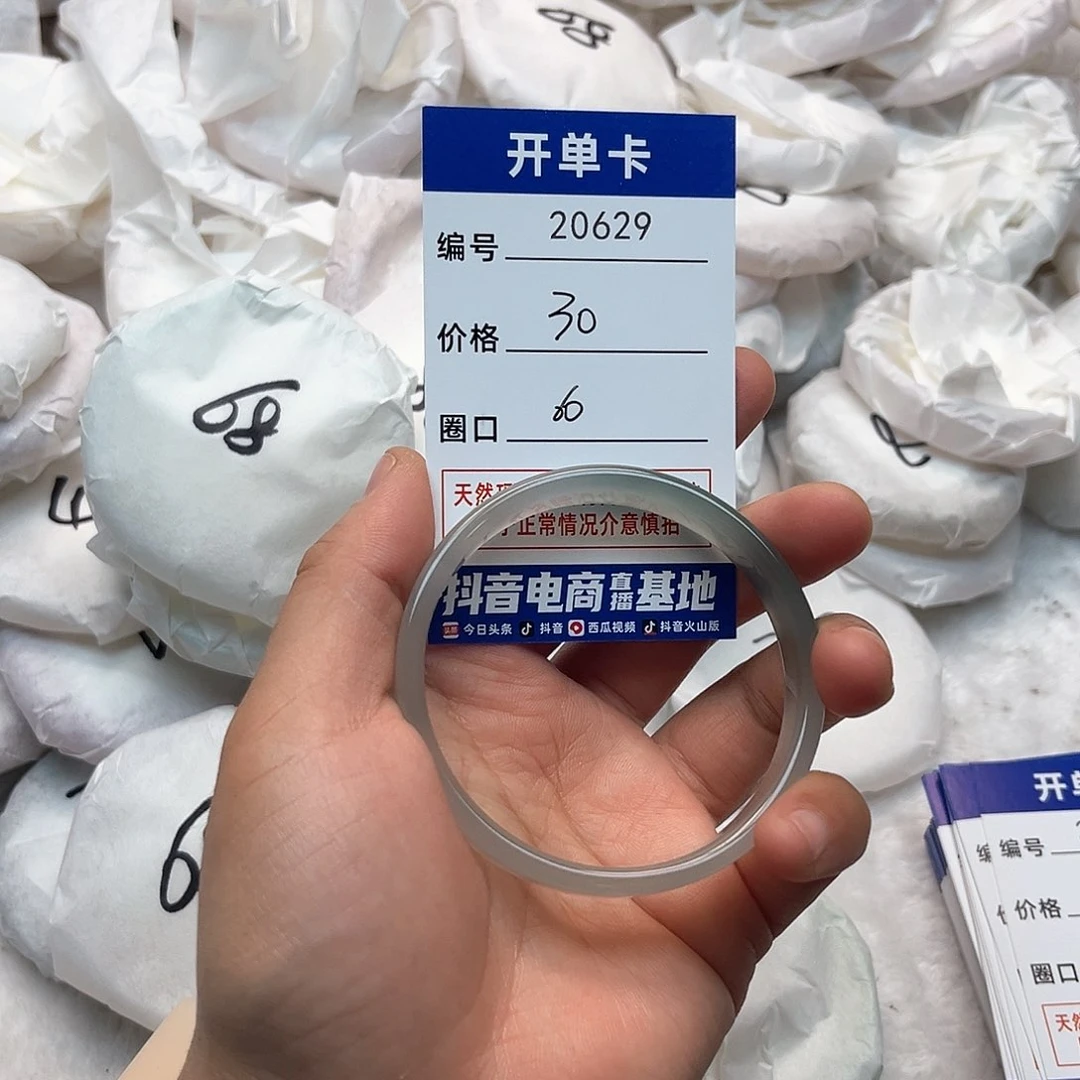 68
开单卡
编号 20629
价格 30
圈口
天然
正常情况介意慎拍
抖音电商直播基地
今日头条 抖音 西瓜视频 抖音火山版
68
开单
编号
价格
圈口
天然